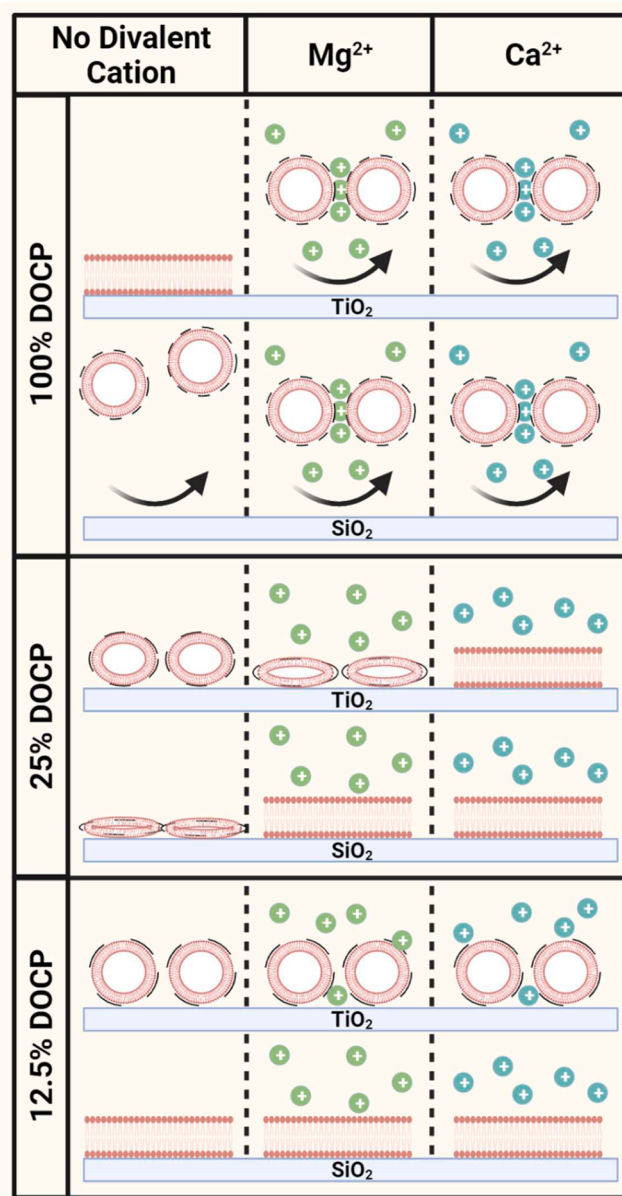 No Divalent
Cation
Mg²⁺
Ca²⁺
100% DOCP
TiO₂
SiO₂
25% DOCP
TiO₂
SiO₂
12.5% DOCP
TiO₂
SiO₂